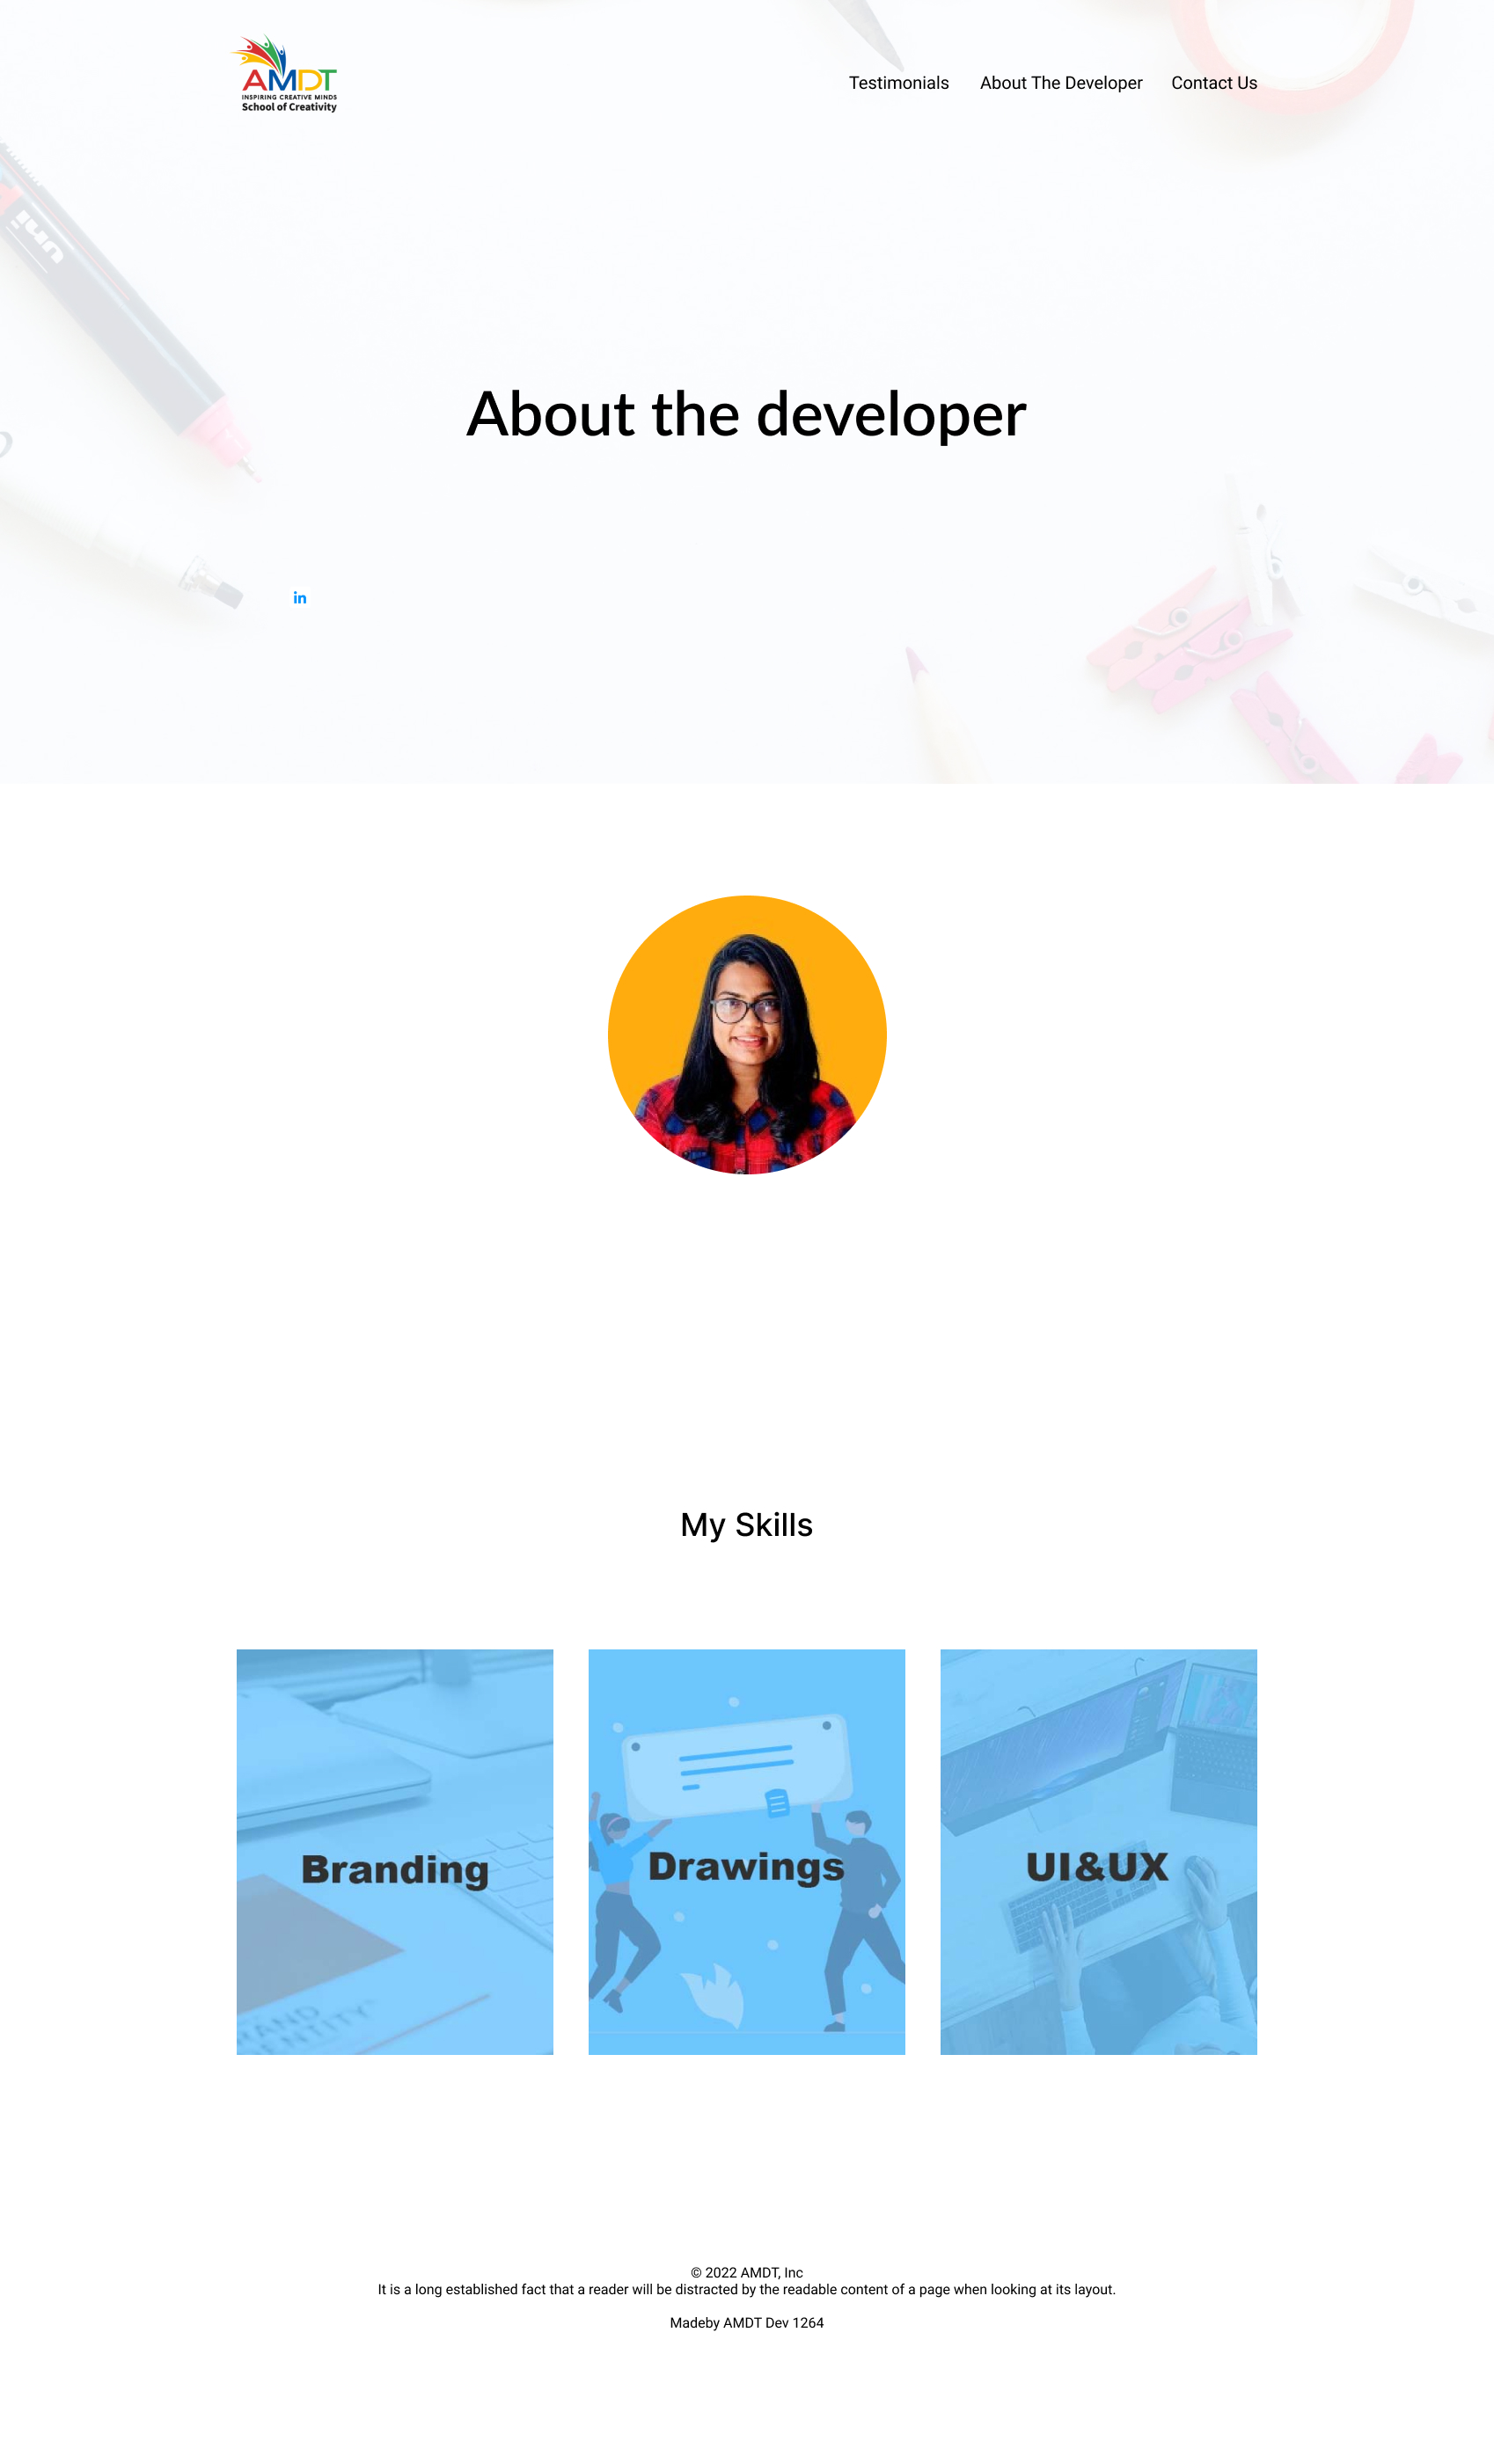 AMDT
INSPIRING CREATIVE MINDS
School of Creativity
Testimonials
About The Developer
Contact Us
uni
About the developer
in
My Skills
Branding
Drawings
UI&UX
© 2022 AMDT, Inc
It is a long established fact that a reader will be distracted by the readable content of a page when looking at its layout.
Madeby AMDT Dev 1264